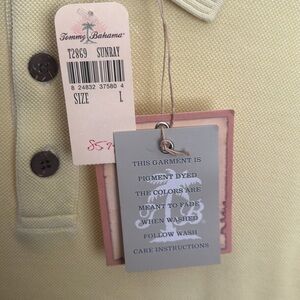 Tommy Bahama
T2869 SUNRAY
8 24832 37580 4
SIZE L
THIS GARMENT IS
PIGMENT DYED
THE COLORS ARE
MEANT TO FADE
WHEN WASHED
FOLLOW WASH
CARE INSTRUCTIONS